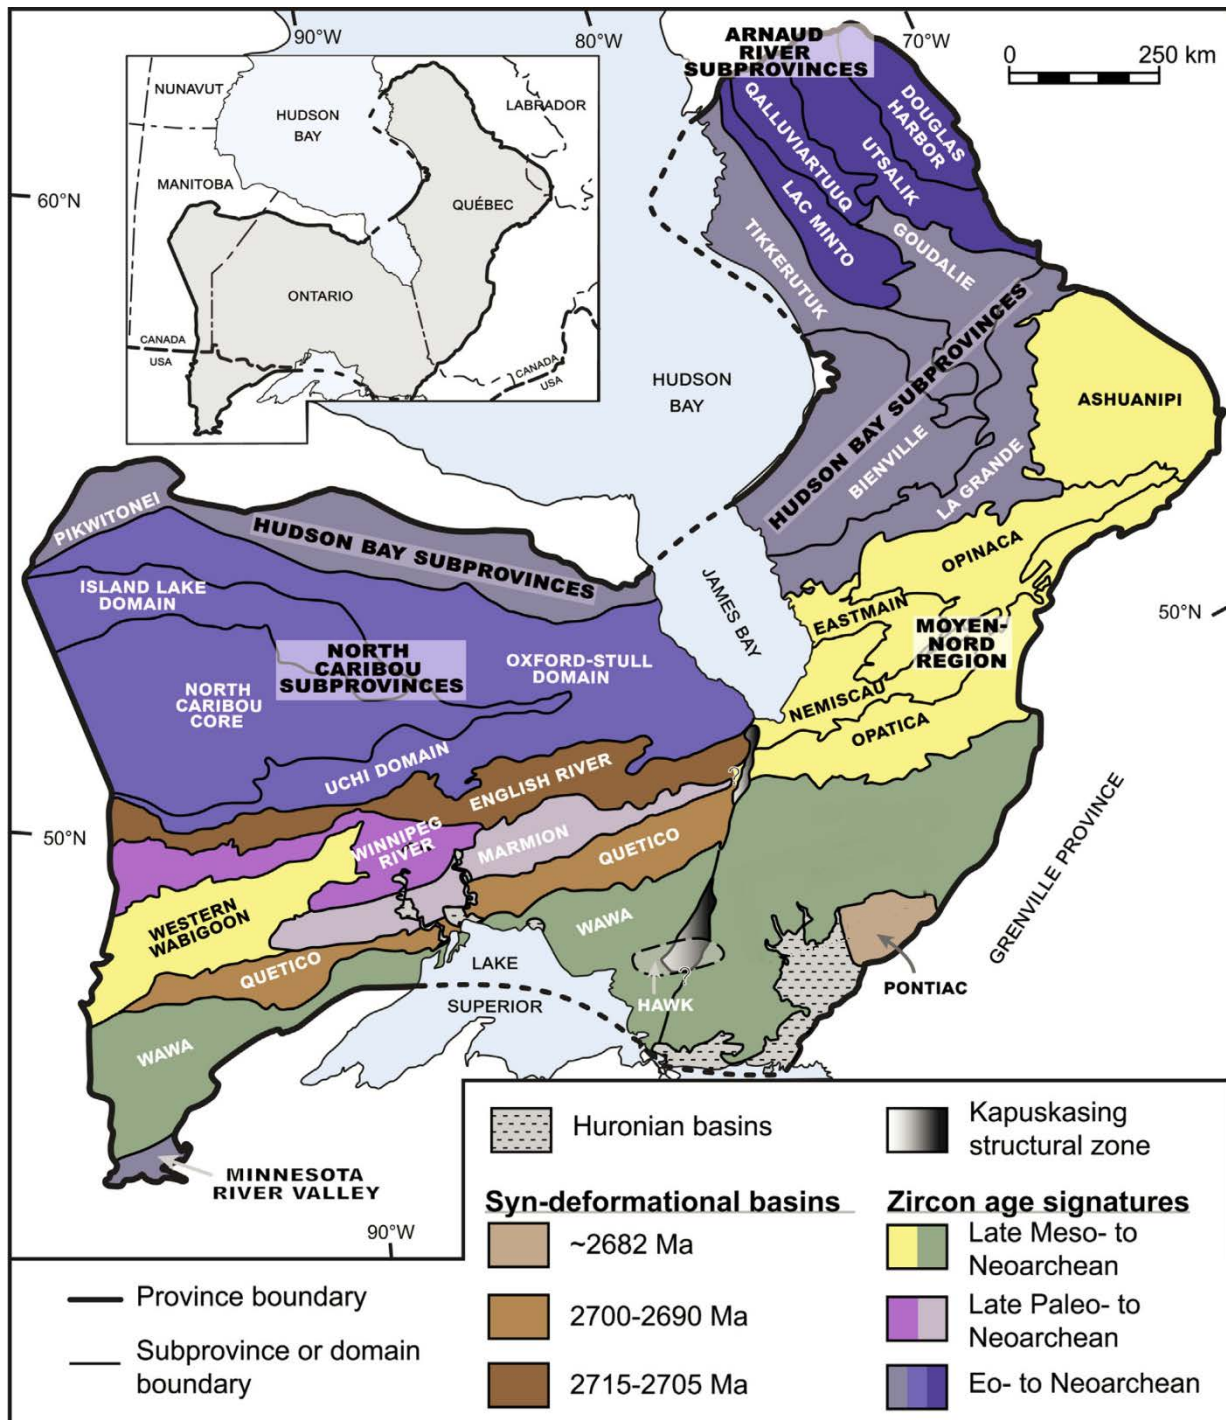 90°W
80°W
70°W
ARNAUD
RIVER
SUBPROVINCES
0
250 km
NUNAVUT
HUDSON
BAY
LABRADOR
MANITOBA
QUÉBEC
ONTARIO
CANADA
USA
CANADA
USA
60°N
DOUGLAS
HARBOR
QALLUVIARTUUQ
UTSALIK
LAC MINTO
GOUDALIE
TIKKERUTUK
HUDSON BAY SUBPROVINCES
HUDSON
BAY
ASHUANIPI
BIENVILLE
LA GRANDE
PIKWITONEI
HUDSON BAY SUBPROVINCES
OPINACA
ISLAND LAKE
DOMAIN
JAMES BAY
EASTMAIN
50°N
MOYEN-
NORD
REGION
NORTH
CARIBOU
SUBPROVINCES
OXFORD-STULL
DOMAIN
NORTH
CARIBOU
CORE
NEMISCAU
OPATICA
UCHI DOMAIN
ENGLISH RIVER
?
50°N
WINNIPEG
RIVER
MARMION
QUETICO
GRENVILLE PROVINCE
WESTERN
WABIGOON
WAWA
QUETICO
LAKE
SUPERIOR
?
HAWK
PONTIAC
WAWA
MINNESOTA
RIVER VALLEY
90°W
Huronian basins
Kapuskasing
structural zone
Syn-deformational basins
~2682 Ma
2700-2690 Ma
2715-2705 Ma
Zircon age signatures
Late Meso- to
Neoarchean
Late Paleo- to
Neoarchean
Eo- to Neoarchean
Province boundary
Subprovince or domain
boundary